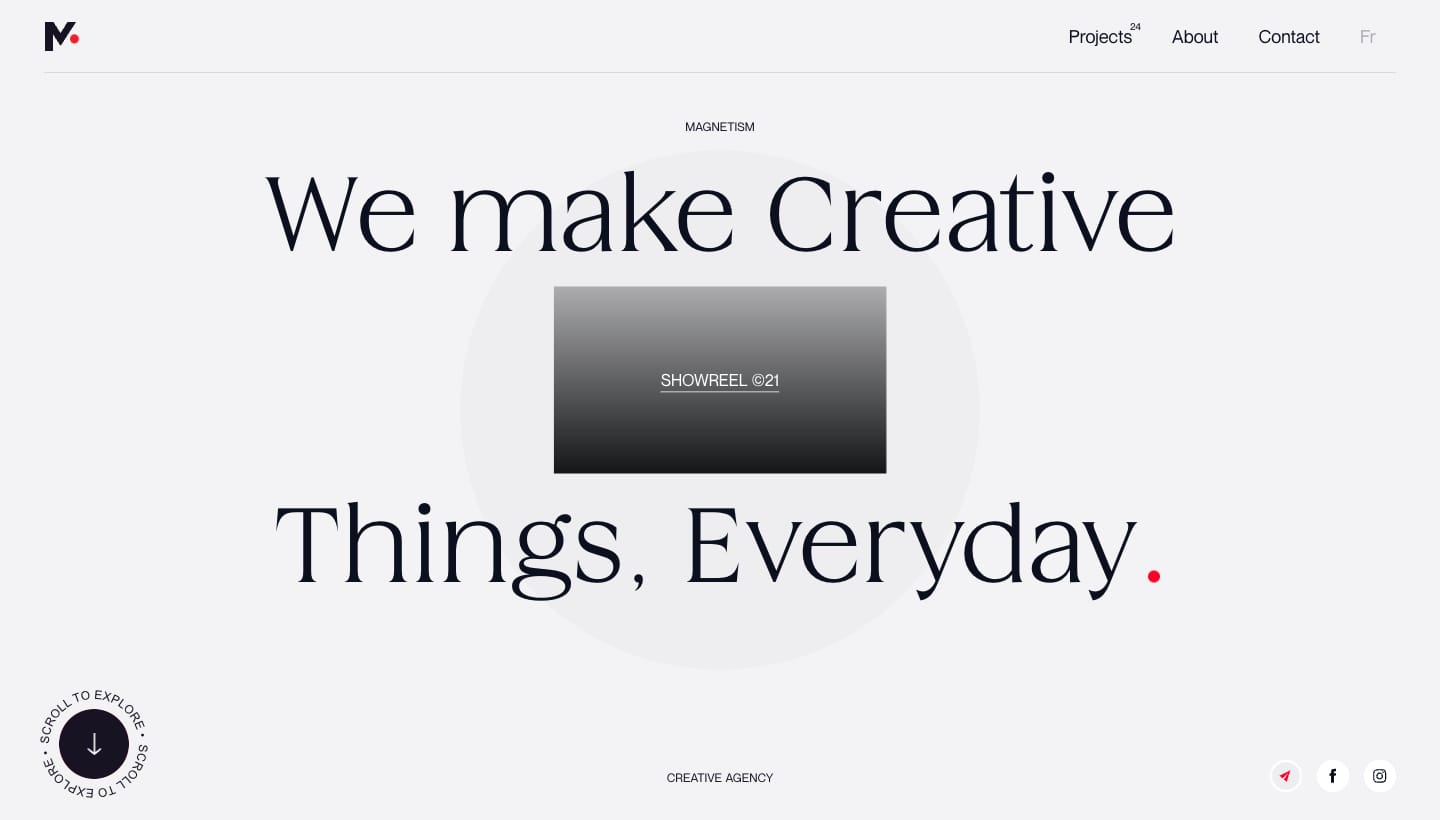 M.
Projects 24
About
Contact
Fr
MAGNETISM
We make Creative
SHOWREEL ©21
Things, Everyday.
SCROLL TO EXPLORE • SCROLL TO EXPLORE •
CREATIVE AGENCY